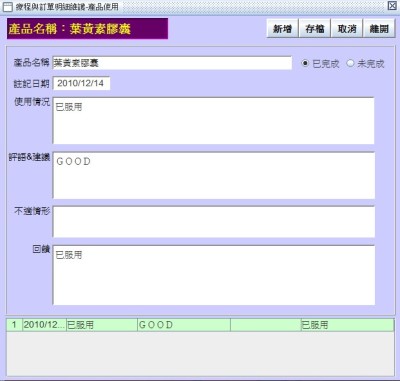 療程與訂單明細維護-產品使用
產品名稱：葉黃素膠囊
新增 存檔 取消 離開
產品名稱 葉黃素膠囊 已完成 未完成
註記日期 2010/12/14
使用情況 已服用
評語&建議 ＧＯＯＤ
不適情形
回饋 已服用
1 2010/12... 已服用 ＧＯＯＤ 已服用